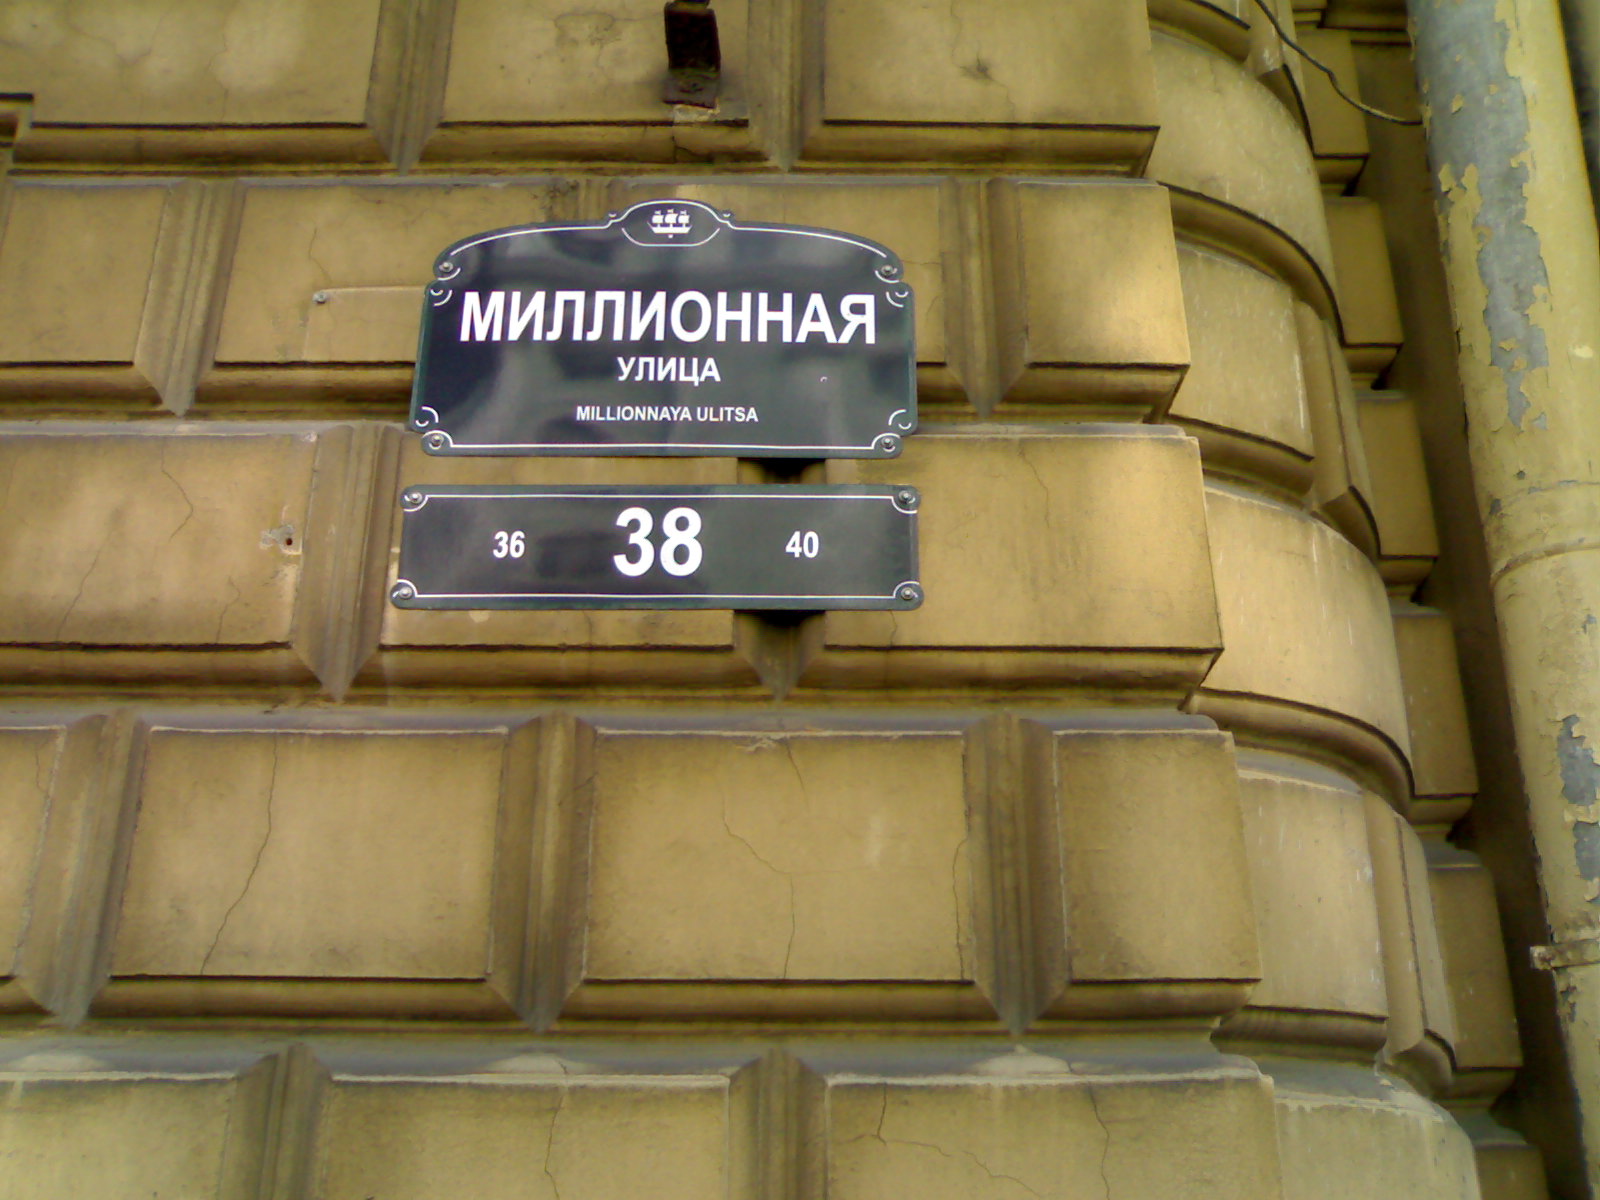 МИЛЛИОННАЯ
УЛИЦА
MILLIONNAYA ULITSA
36 38 40